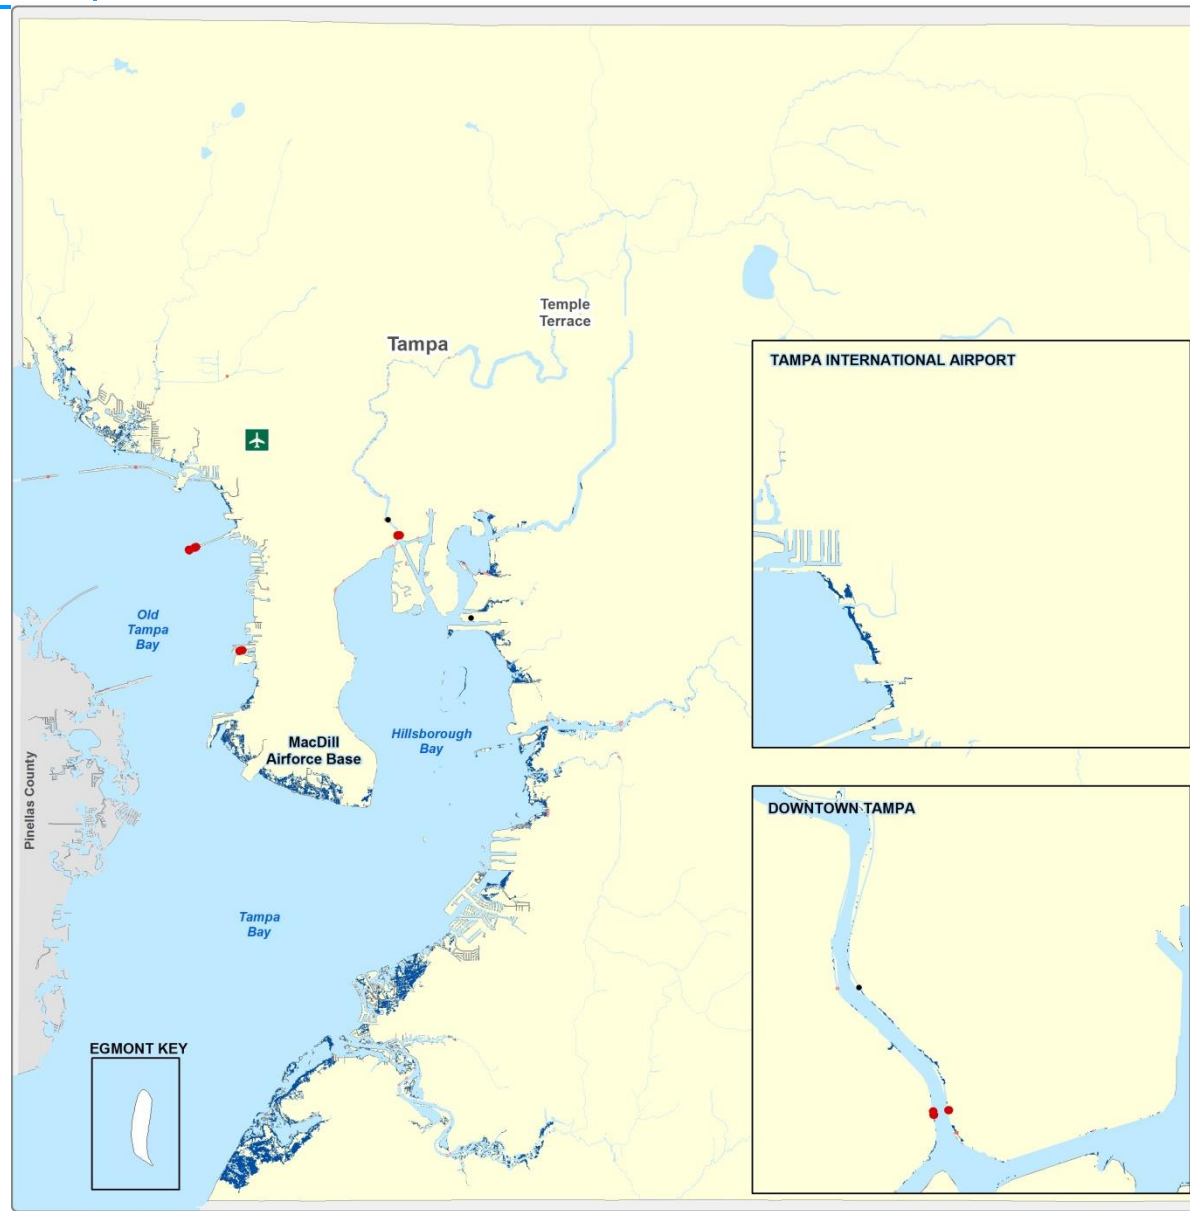 Temple
Terrace
Tampa
TAMPA INTERNATIONAL AIRPORT
Old
Tampa
Bay
Hillsborough
Bay
MacDill
Airforce Base
Pinellas County
DOWNTOWN TAMPA
Tampa
Bay
EGMONT KEY